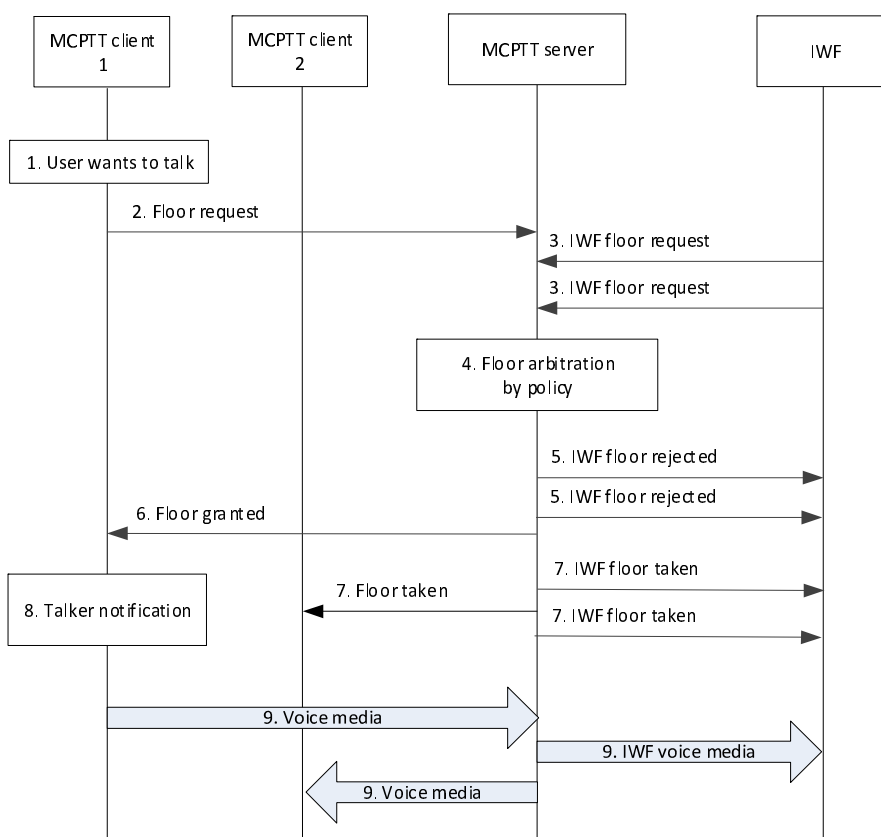 MCPTT client
1
MCPTT client
2
MCPTT server
IWF
1. User wants to talk
2. Floor request
3. IWF floor request
3. IWF floor request
4. Floor arbitration
by policy
5. IWF floor rejected
5. IWF floor rejected
6. Floor granted
7. IWF floor taken
7. Floor taken
8. Talker notification
7. IWF floor taken
9. Voice media
9. IWF voice media
9. Voice media